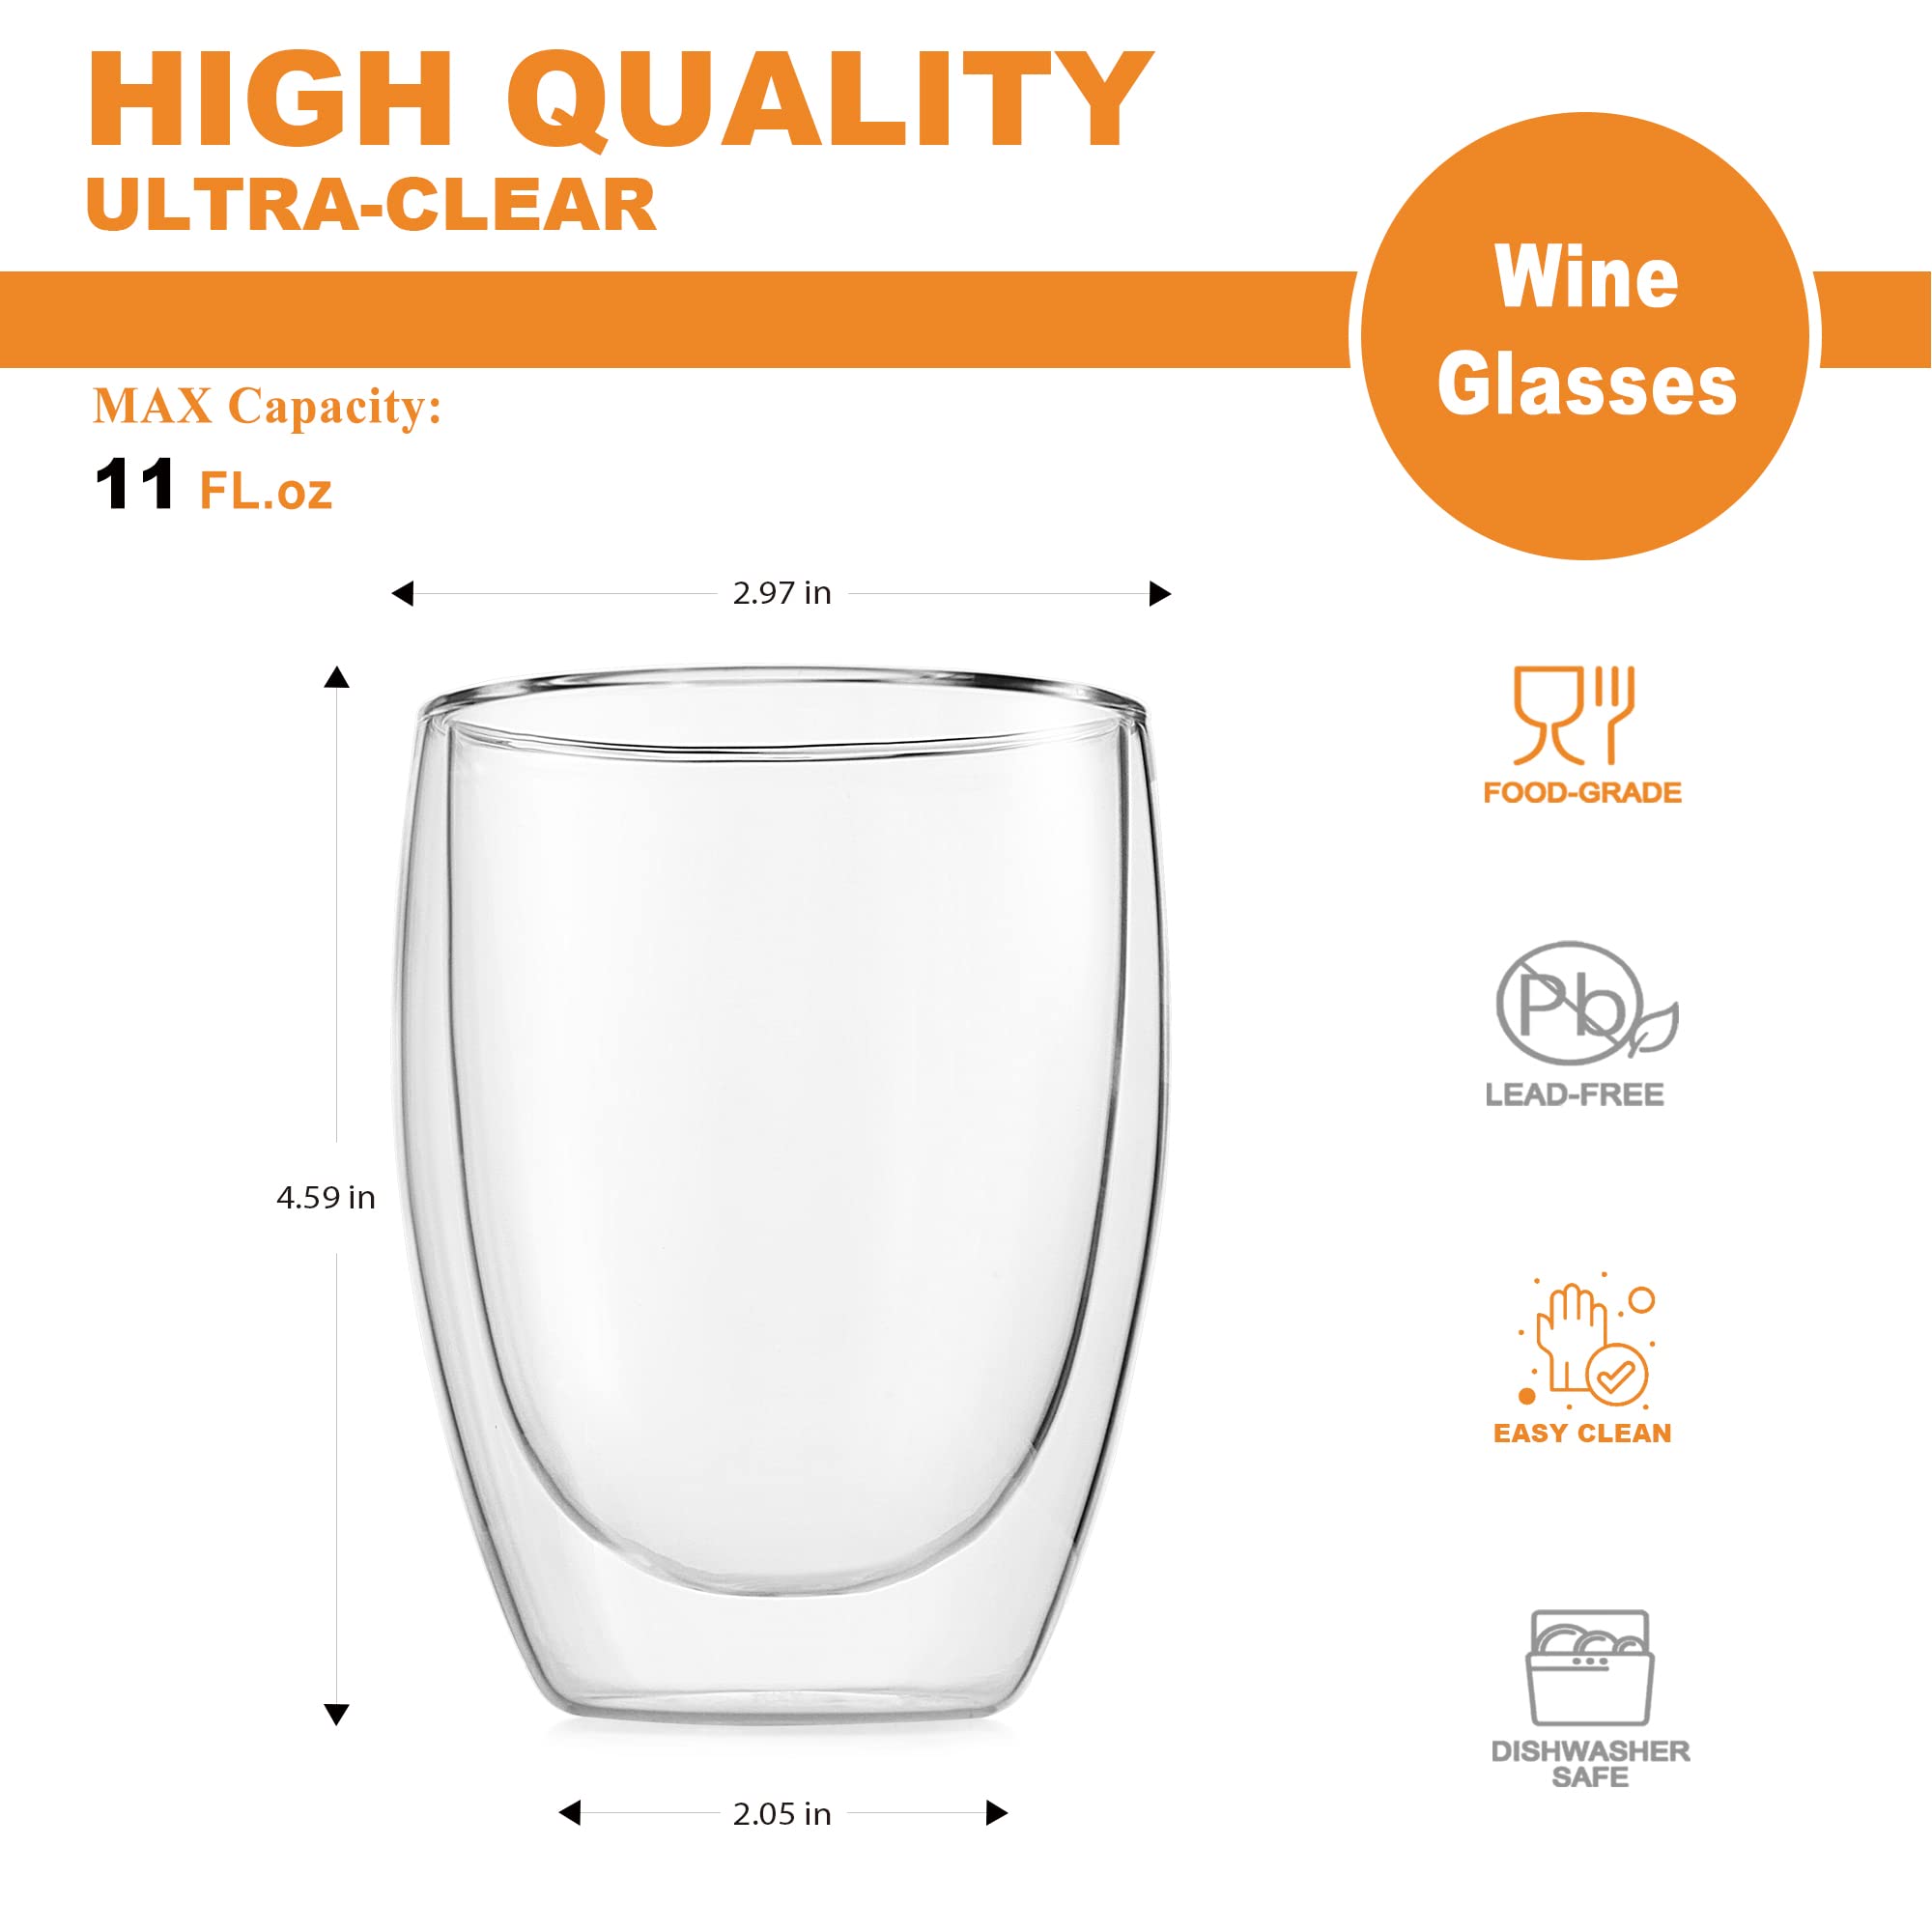 HIGH QUALITY
ULTRA-CLEAR
Wine
Glasses
MAX Capacity:
11 FL.oz
2.97 in
FOOD-GRADE
Pb
LEAD-FREE
4.59 in
EASY CLEAN
DISHWASHER
SAFE
2.05 in